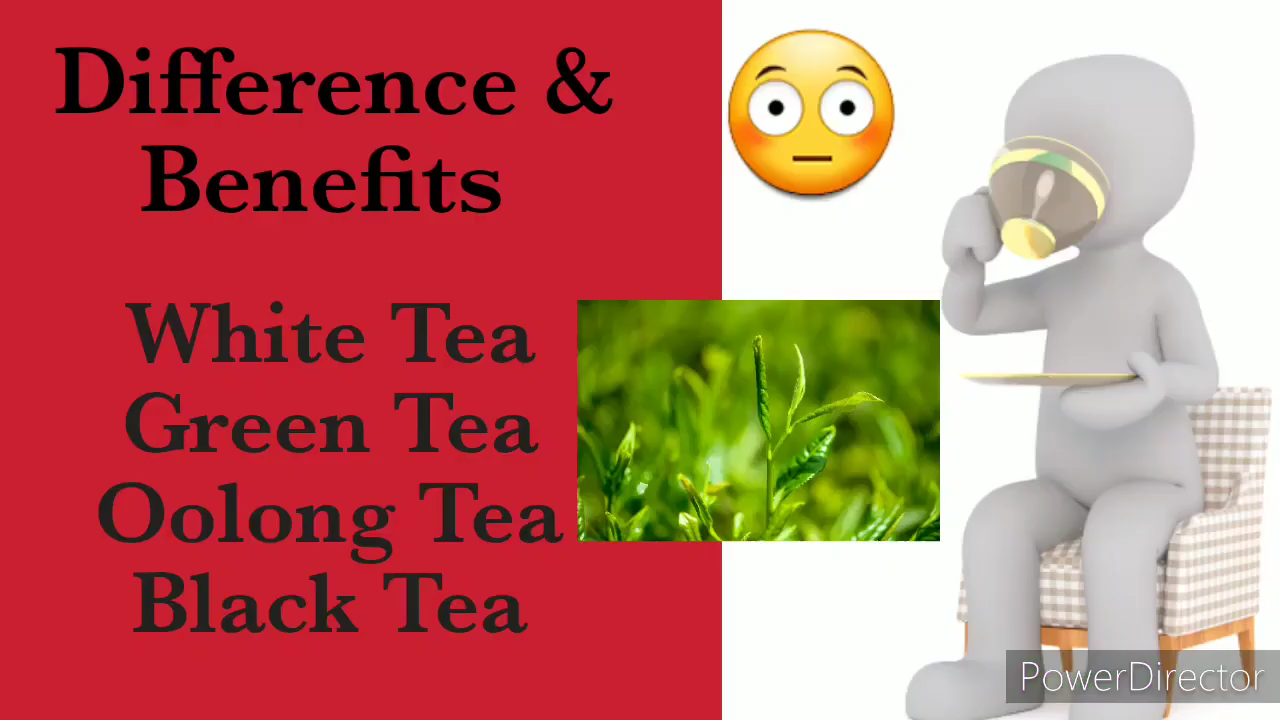 Difference &
Benefits
White Tea
Green Tea
Oolong Tea
Black Tea
PowerDirector